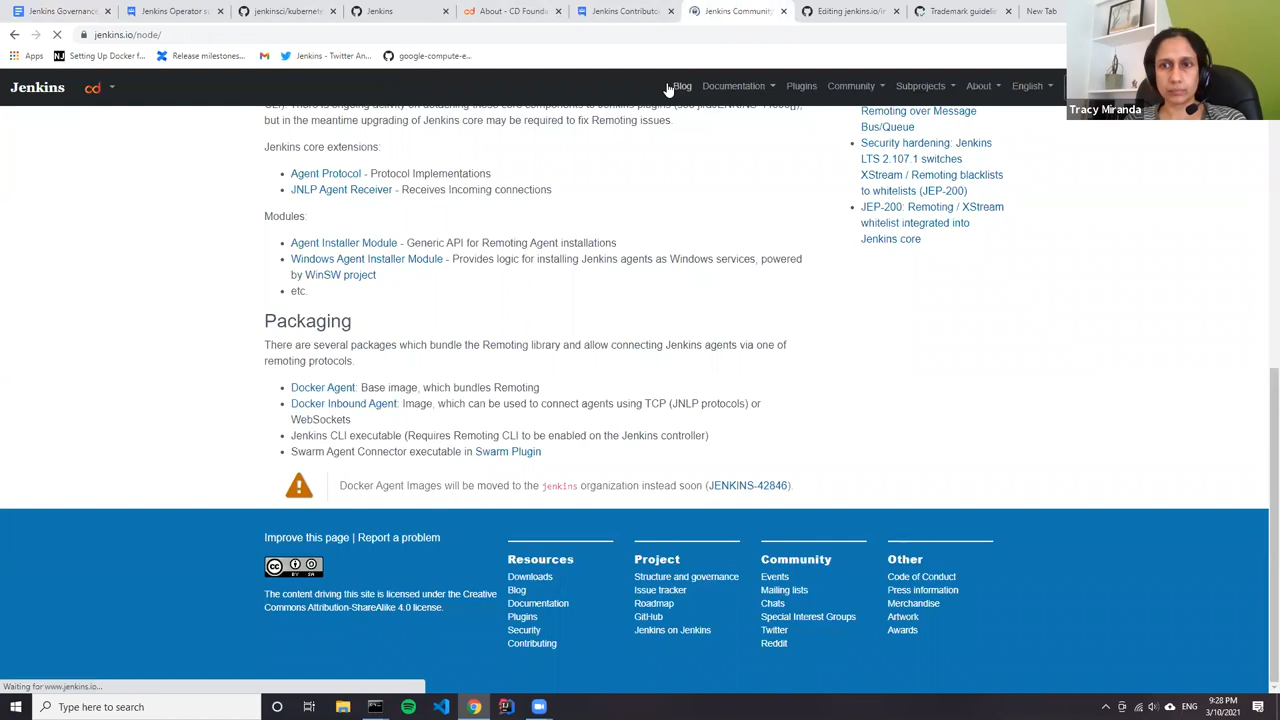 Jenkins Governance
Jenkins Operator s
jenkinsci/kubernet
Jenkins
About - CD Found
Jenkins Contributo
Jenkins Community
Editing jenkins.io/ir
Trademark guideli
New Tab
jenkins.io/node/
Apps
Setting Up Docker f...
Release milestones...
Jenkins - Twitter An...
google-compute-e...
Jenkins
cd
Blog
Documentation
Plugins
Community
Subprojects
About
English
Tracy Miranda
but in the meantime upgrading of Jenkins core may be required to fix Remoting issues.
Jenkins core extensions:
Agent Protocol - Protocol Implementations
JNLP Agent Receiver - Receives Incoming connections
Modules:
Agent Installer Module - Generic API for Remoting Agent installations
Windows Agent Installer Module - Provides logic for installing Jenkins agents as Windows services, powered
by WinSW project
etc.
Remoting over Message
Bus/Queue
Security hardening: Jenkins
LTS 2.107.1 switches
XStream / Remoting blacklists
to whitelists (JEP-200)
JEP-200: Remoting / XStream
whitelist integrated into
Jenkins core
Packaging
There are several packages which bundle the Remoting library and allow connecting Jenkins agents via one of
remoting protocols.
Docker Agent: Base image, which bundles Remoting
Docker Inbound Agent: Image, which can be used to connect agents using TCP (JNLP protocols) or
WebSockets
Jenkins CLI executable (Requires Remoting CLI to be enabled on the Jenkins controller)
Swarm Agent Connector executable in Swarm Plugin
Docker Agent Images will be moved to the jenkins organization instead soon (JENKINS-42846).
Improve this page | Report a problem
The content driving this site is licensed under the Creative
Commons Attribution-ShareAlike 4.0 license.
Resources
Downloads
Blog
Documentation
Plugins
Security
Contributing
Project
Structure and governance
Issue tracker
Roadmap
GitHub
Jenkins on Jenkins
Community
Events
Mailing lists
Chats
Special Interest Groups
Twitter
Reddit
Other
Code of Conduct
Press information
Merchandise
Artwork
Awards
Waiting for www.jenkins.io...
Type here to search
ENG
9:28 PM
3/10/2021